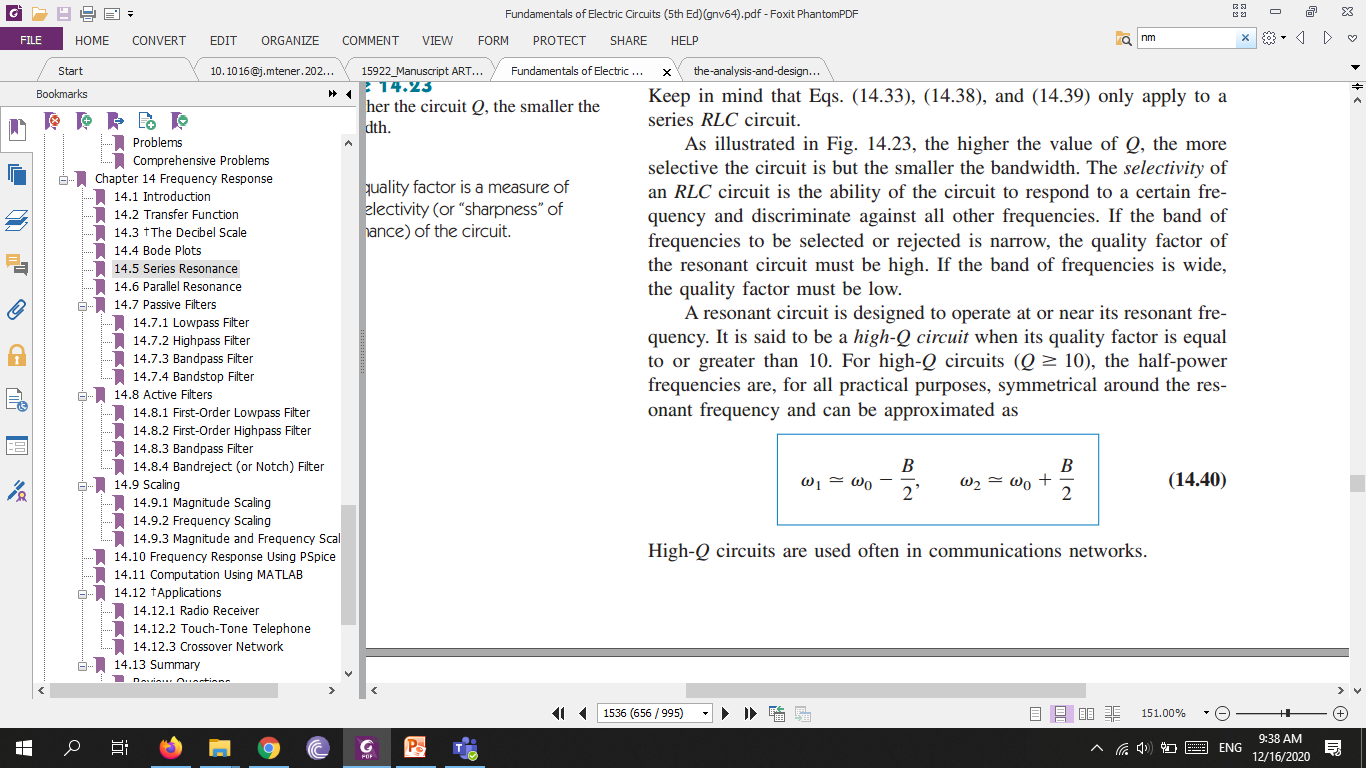 Fundamentals of Electric Circuits (5th Ed)(gnv64).pdf - Foxit PhantomPDF
FILE HOME CONVERT EDIT ORGANIZE COMMENT VIEW FORM PROTECT SHARE HELP
nm
Start
10.1016@j.mtener.202...
15922_Manuscript ART...
Fundamentals of Electric ...
the-analysis-and-design...
Bookmarks
Problems
Comprehensive Problems
Chapter 14 Frequency Response
14.1 Introduction
14.2 Transfer Function
14.3 †The Decibel Scale
14.4 Bode Plots
14.5 Series Resonance
14.6 Parallel Resonance
14.7 Passive Filters
14.7.1 Lowpass Filter
14.7.2 Highpass Filter
14.7.3 Bandpass Filter
14.7.4 Bandstop Filter
14.8 Active Filters
14.8.1 First-Order Lowpass Filter
14.8.2 First-Order Highpass Filter
14.8.3 Bandpass Filter
14.8.4 Bandreject (or Notch) Filter
14.9 Scaling
14.9.1 Magnitude Scaling
14.9.2 Frequency Scaling
14.9.3 Magnitude and Frequency Scal
14.10 Frequency Response Using PSpice
14.11 Computation Using MATLAB
14.12 †Applications
14.12.1 Radio Receiver
14.12.2 Touch-Tone Telephone
14.12.3 Crossover Network
14.13 Summary
Review Questions
14.23
her the circuit Q, the smaller the
dth.
quality factor is a measure of
electivity (or “sharpness” of
nance) of the circuit.
Keep in mind that Eqs. (14.33), (14.38), and (14.39) only apply to a
series RLC circuit.
As illustrated in Fig. 14.23, the higher the value of Q, the more
selective the circuit is but the smaller the bandwidth. The selectivity of
an RLC circuit is the ability of the circuit to respond to a certain fre-
quency and discriminate against all other frequencies. If the band of
frequencies to be selected or rejected is narrow, the quality factor of
the resonant circuit must be high. If the band of frequencies is wide,
the quality factor must be low.
A resonant circuit is designed to operate at or near its resonant fre-
quency. It is said to be a high-Q circuit when its quality factor is equal
to or greater than 10. For high-Q circuits (Q ≥ 10), the half-power
frequencies are, for all practical purposes, symmetrical around the res-
onant frequency and can be approximated as
ω₁ ≃ ω₀ − B/2, ω₂ ≃ ω₀ + B/2 (14.40)
High-Q circuits are used often in communications networks.
1536 (656 / 995)
151.00%
ENG
9:38 AM
12/16/2020